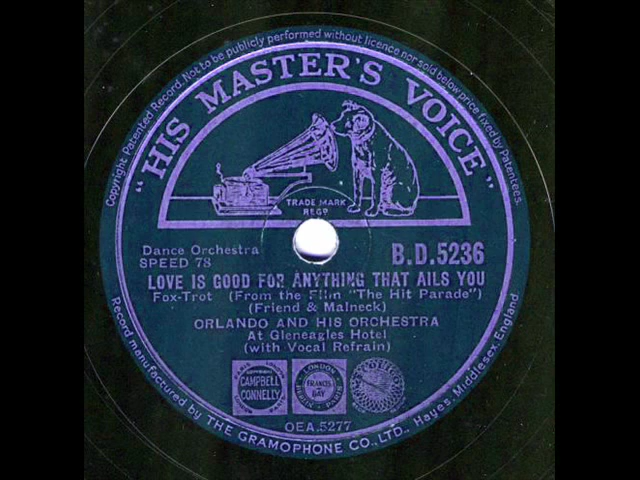 Copyright Patented Record. Not to be publicly performed without licence nor sold below price fixed by Patentees.
"HIS MASTER'S VOICE"
TRADE MARK
REGD
Dance Orchestra
SPEED 78
B.D.5236
LOVE IS GOOD FOR ANYTHING THAT AILS YOU
Fox-Trot (From the Film "The Hit Parade")
(Friend & Malneck)
ORLANDO AND HIS ORCHESTRA
At Gleneagles Hotel
(with Vocal Refrain)
CAMPBELL
CONNELLY
LONDON
FRANCIS
DAY
BERLIN
PARIS
OEA.5277
Record manufactured by THE GRAMOPHONE CO., LTD., Hayes, Middlesex, England